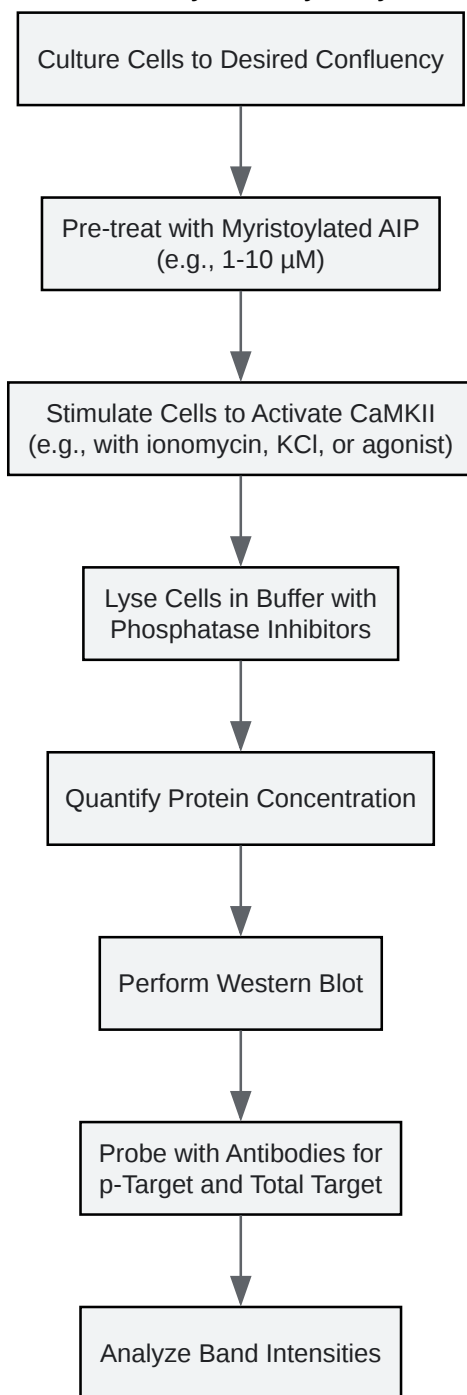 Culture Cells to Desired Confluency
Pre-treat with Myristoylated AIP
(e.g., 1-10 µM)
Stimulate Cells to Activate CaMKII
(e.g., with ionomycin, KCl, or agonist)
Lyse Cells in Buffer with
Phosphatase Inhibitors
Quantify Protein Concentration
Perform Western Blot
Probe with Antibodies for
p-Target and Total Target
Analyze Band Intensities